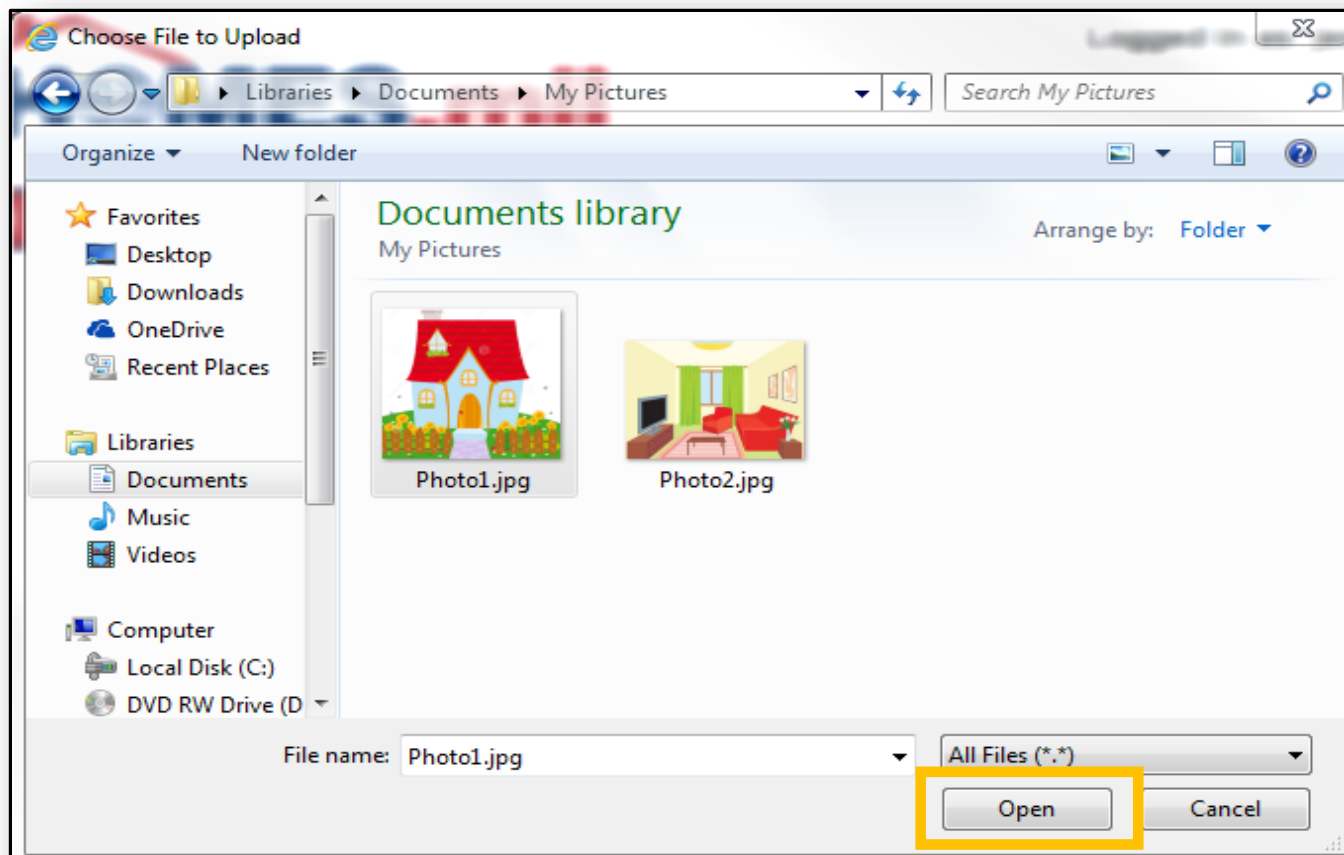 Choose File to Upload
Libraries Documents My Pictures
Search My Pictures
Organize New folder
Favorites
Desktop
Downloads
OneDrive
Recent Places
Libraries
Documents
Music
Videos
Computer
Local Disk (C:)
DVD RW Drive (D
Documents library
My Pictures
Arrange by: Folder
Photo1.jpg
Photo2.jpg
File name: Photo1.jpg
All Files (*.*)
Open Cancel